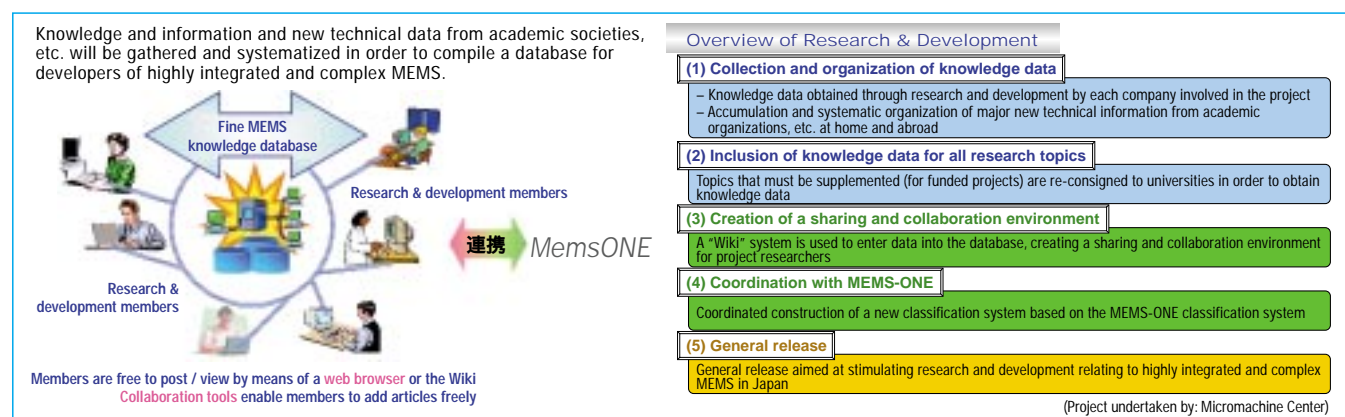 Knowledge and information and new technical data from academic societies,
etc. will be gathered and systematized in order to compile a database for
developers of highly integrated and complex MEMS.
Fine MEMS
knowledge database
Research & development members
連携
MemsONE
Research &
development members
Members are free to post / view by means of a web browser or the Wiki
Collaboration tools enable members to add articles freely
Overview of Research & Development
(1) Collection and organization of knowledge data
– Knowledge data obtained through research and development by each company involved in the project
– Accumulation and systematic organization of major new technical information from academic
organizations, etc. at home and abroad
(2) Inclusion of knowledge data for all research topics
Topics that must be supplemented (for funded projects) are re-consigned to universities in order to obtain
knowledge data
(3) Creation of a sharing and collaboration environment
A "Wiki" system is used to enter data into the database, creating a sharing and collaboration environment
for project researchers
(4) Coordination with MEMS-ONE
Coordinated construction of a new classification system based on the MEMS-ONE classification system
(5) General release
General release aimed at stimulating research and development relating to highly integrated and complex
MEMS in Japan
(Project undertaken by: Micromachine Center)